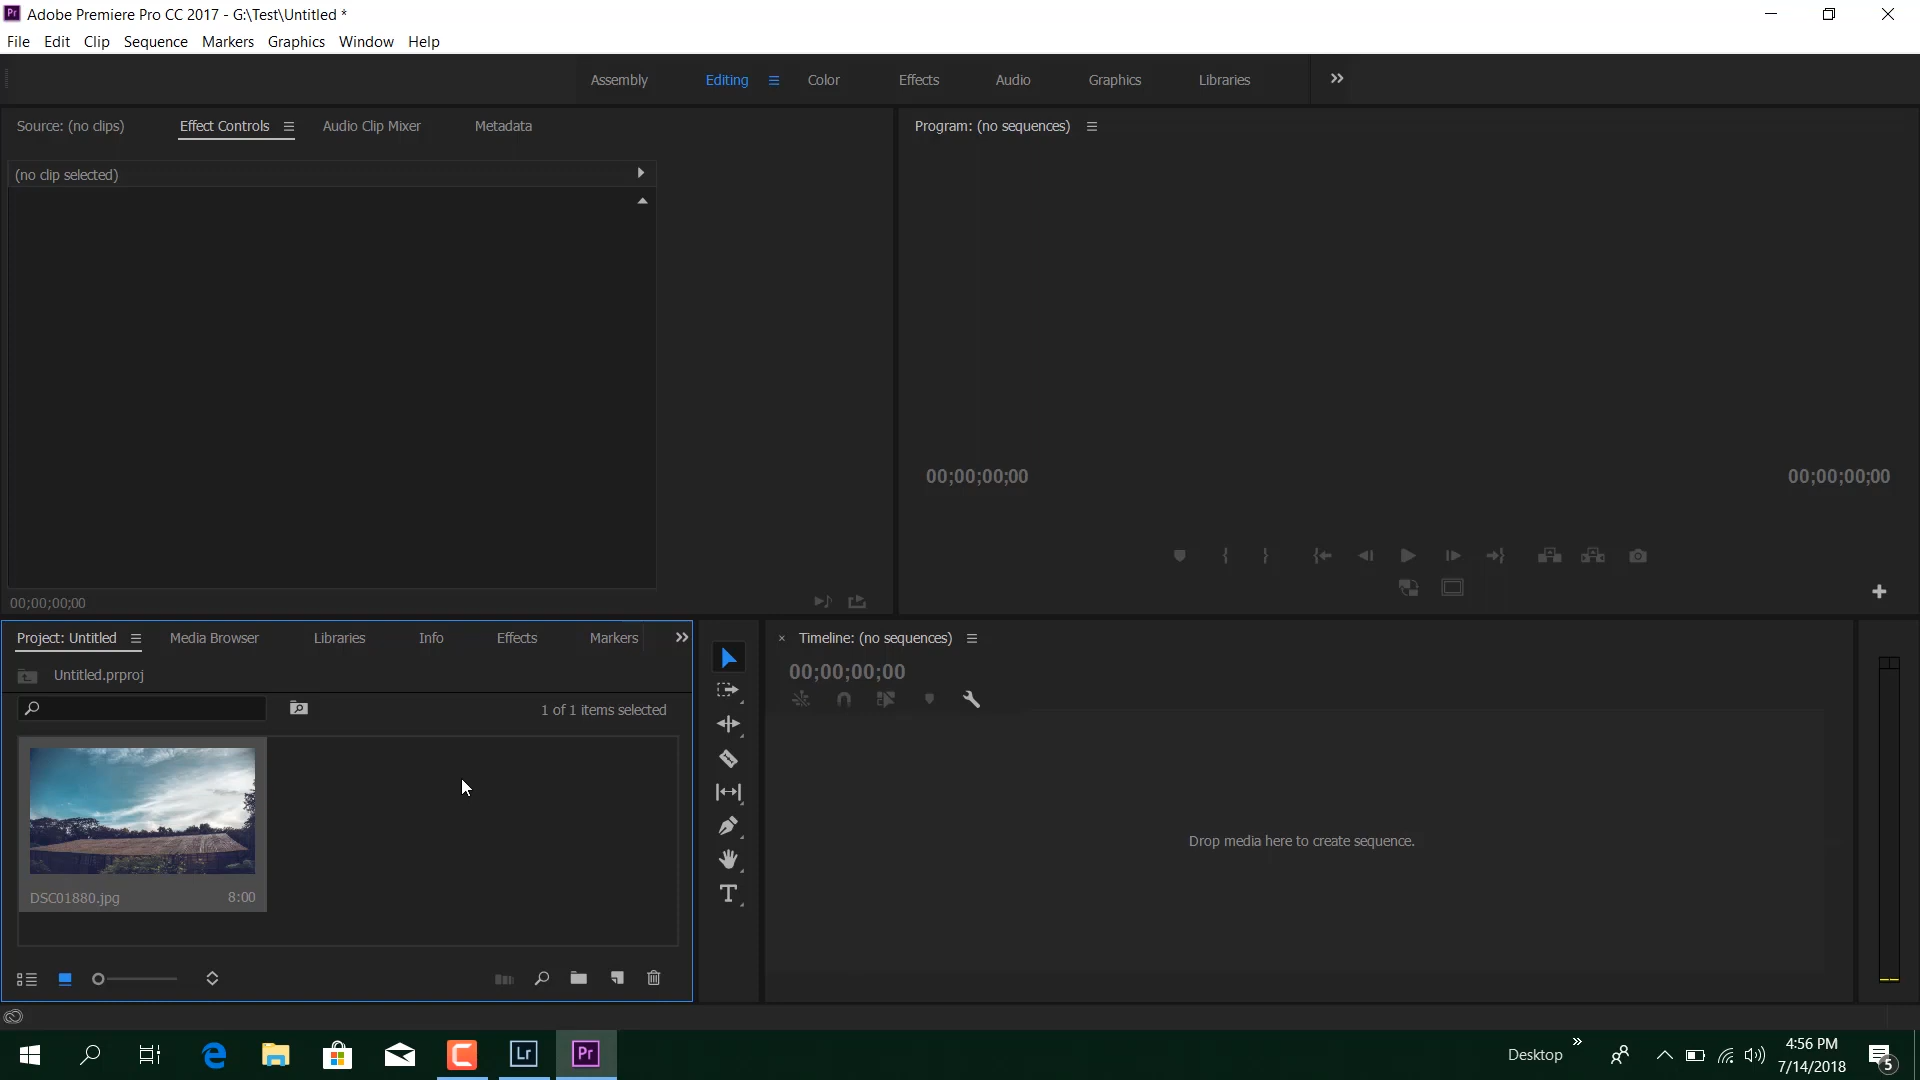 Pr Adobe Premiere Pro CC 2017 - G:\Test\Untitled *
File Edit Clip Sequence Markers Graphics Window Help
Assembly Editing Color Effects Audio Graphics Libraries
Source: (no clips) Effect Controls Audio Clip Mixer Metadata
Program: (no sequences)
(no clip selected)
00;00;00;00 00;00;00;00
00;00;00;00
Project: Untitled Media Browser Libraries Info Effects Markers
Timeline: (no sequences)
Untitled.prproj
00;00;00;00
1 of 1 items selected
Drop media here to create sequence.
DSC01880.jpg 8:00
Lr Pr
Desktop
4:56 PM
7/14/2018
5